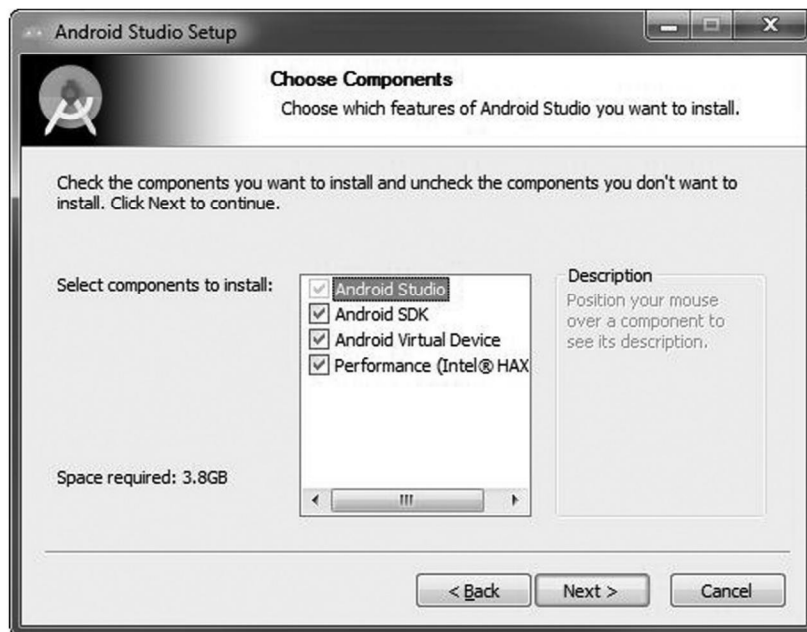 Android Studio Setup
Choose Components
Choose which features of Android Studio you want to install.
Check the components you want to install and uncheck the components you don't want to
install. Click Next to continue.
Select components to install:
Android Studio
Android SDK
Android Virtual Device
Performance (Intel® HAX
Description
Position your mouse
over a component to
see its description.
Space required: 3.8GB
< Back
Next >
Cancel